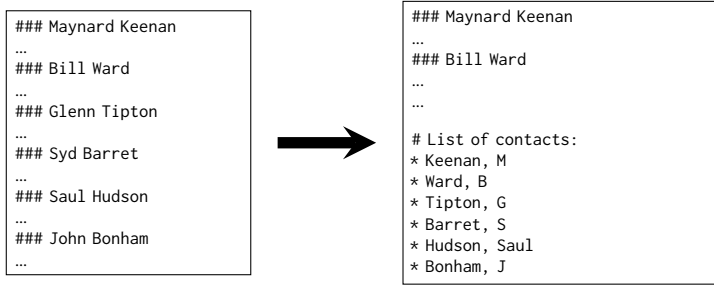 ### Maynard Keenan
...
### Bill Ward
...
### Glenn Tipton
...
### Syd Barret
...
### Saul Hudson
...
### John Bonham
...
### Maynard Keenan
...
### Bill Ward
...
...
# List of contacts:
* Keenan, M
* Ward, B
* Tipton, G
* Barret, S
* Hudson, Saul
* Bonham, J